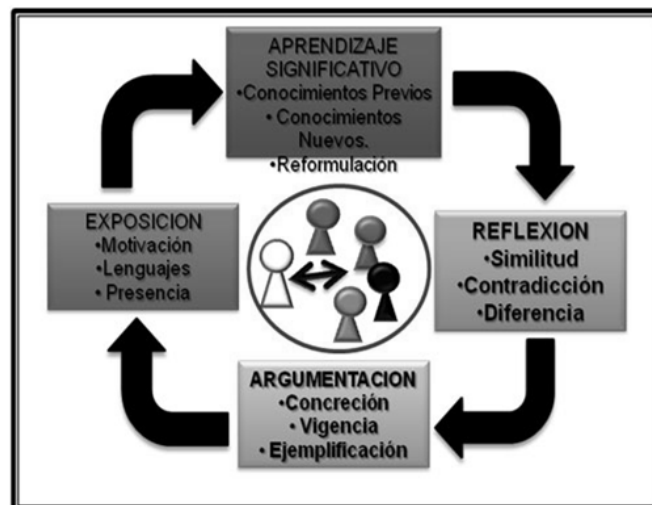 APRENDIZAJE
SIGNIFICATIVO
•Conocimientos Previos
• Conocimientos
Nuevos.
•Reformulación
EXPOSICION
•Motivación
•Lenguajes
• Presencia
REFLEXION
•Similitud
•Contradicción
•Diferencia
ARGUMENTACION
•Concreción
•Vigencia
•Ejemplificación